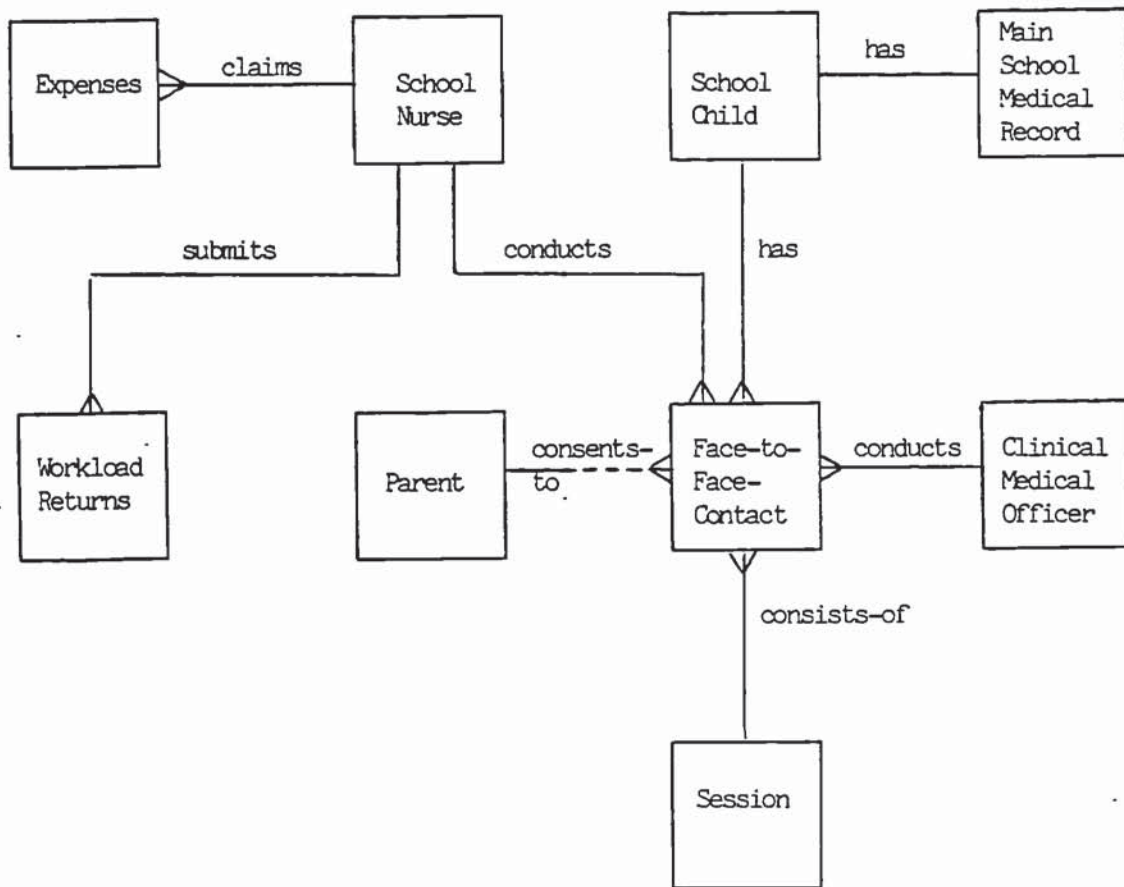 Expenses
claims
School
Nurse
School
Child
has
Main
School
Medical
Record
submits
conducts
has
Workload
Returns
Parent
consents-
to
Face-to-
Face-
Contact
conducts
Clinical
Medical
Officer
consists-of
Session